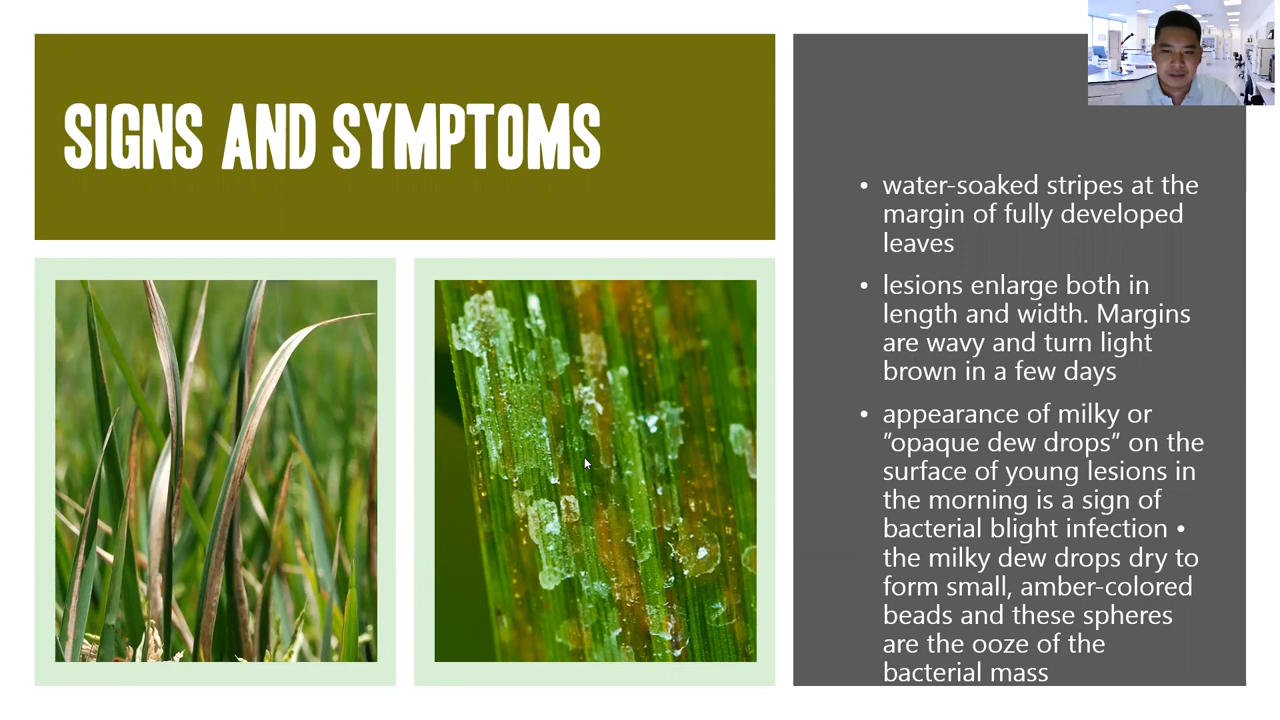 SIGNS AND SYMPTOMS
• water-soaked stripes at the
margin of fully developed
leaves
• lesions enlarge both in
length and width. Margins
are wavy and turn light
brown in a few days
• appearance of milky or
"opaque dew drops" on the
surface of young lesions in
the morning is a sign of
bacterial blight infection •
the milky dew drops dry to
form small, amber-colored
beads and these spheres
are the ooze of the
bacterial mass